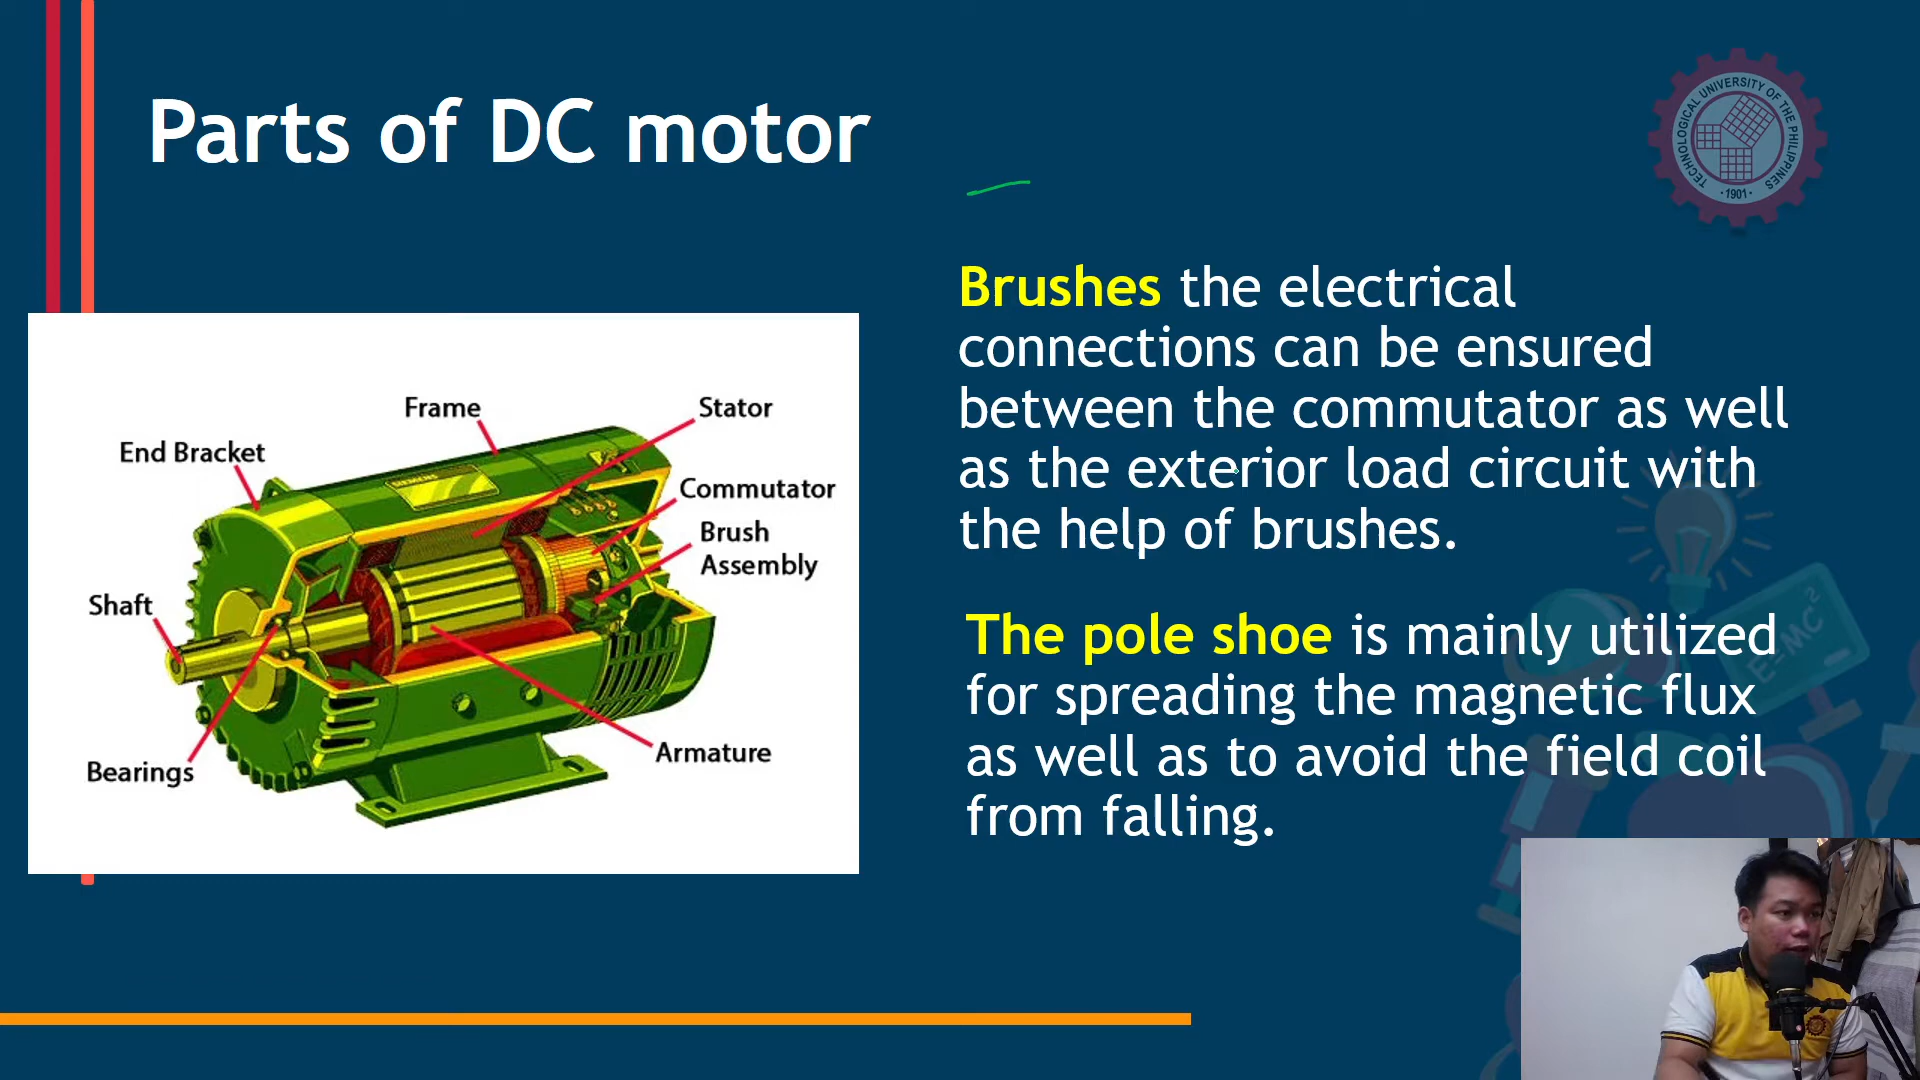 Parts of DC motor
TECHNOLOGICAL UNIVERSITY OF THE PHILIPPINES
· 1901 ·
Brushes the electrical
connections can be ensured
between the commutator as well
as the exterior load circuit with
the help of brushes.
The pole shoe is mainly utilized
for spreading the magnetic flux
as well as to avoid the field coil
from falling.
Frame
Stator
End Bracket
SIEMENS
Commutator
Brush
Assembly
Shaft
Armature
Bearings
E=MC²